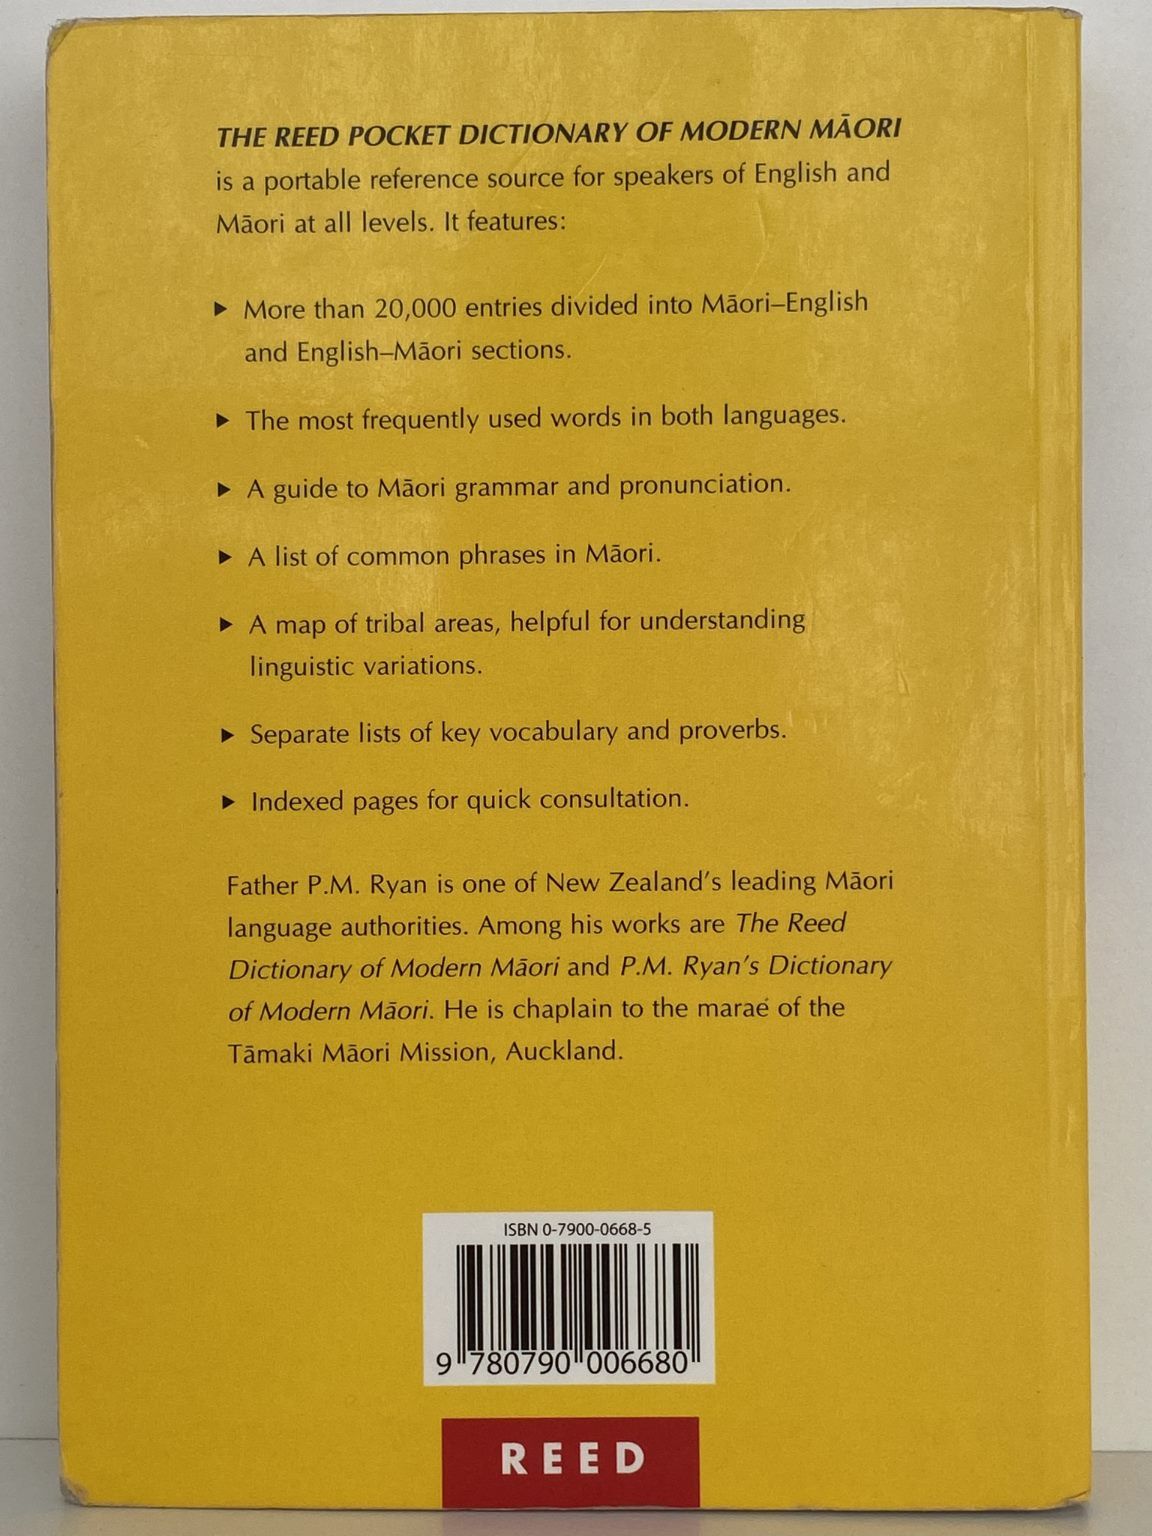 THE REED POCKET DICTIONARY OF MODERN MĀORI
is a portable reference source for speakers of English and
Māori at all levels. It features:
▶ More than 20,000 entries divided into Māori–English
and English–Māori sections.
▶ The most frequently used words in both languages.
▶ A guide to Māori grammar and pronunciation.
▶ A list of common phrases in Māori.
▶ A map of tribal areas, helpful for understanding
linguistic variations.
▶ Separate lists of key vocabulary and proverbs.
▶ Indexed pages for quick consultation.
Father P.M. Ryan is one of New Zealand's leading Māori
language authorities. Among his works are The Reed
Dictionary of Modern Māori and P.M. Ryan's Dictionary
of Modern Māori. He is chaplain to the marae of the
Tāmaki Māori Mission, Auckland.
ISBN 0-7900-0668-5
9 780790 006680
REED